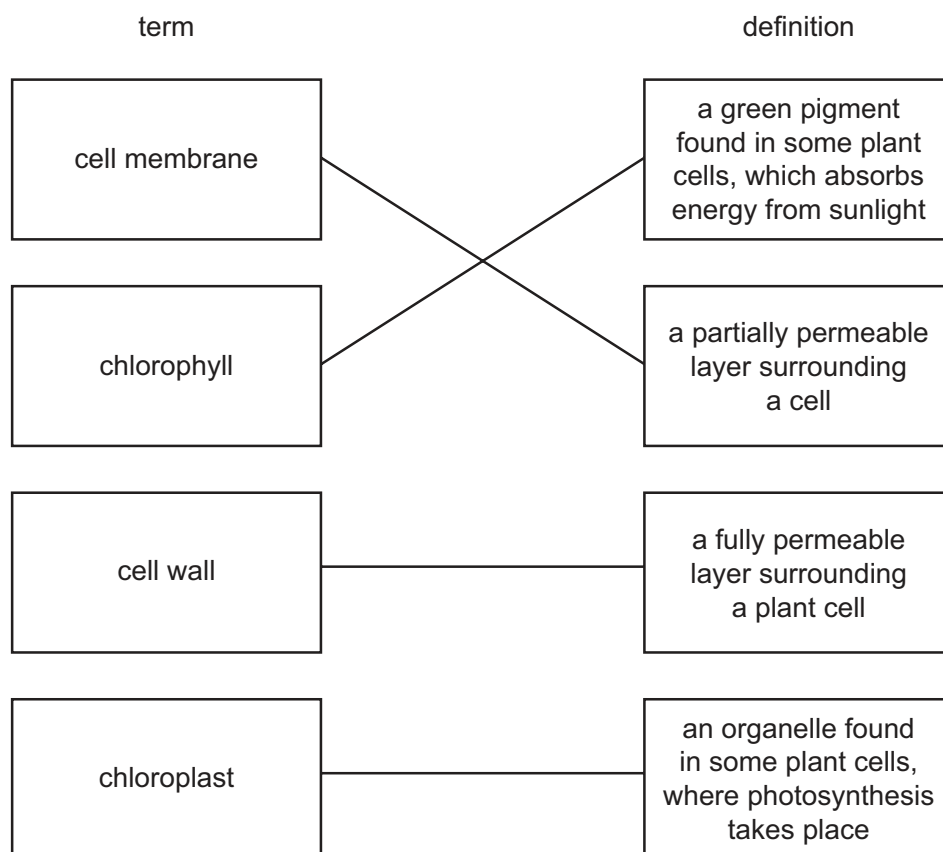 term
definition
cell membrane
a green pigment
found in some plant
cells, which absorbs
energy from sunlight
chlorophyll
a partially permeable
layer surrounding
a cell
cell wall
a fully permeable
layer surrounding
a plant cell
chloroplast
an organelle found
in some plant cells,
where photosynthesis
takes place